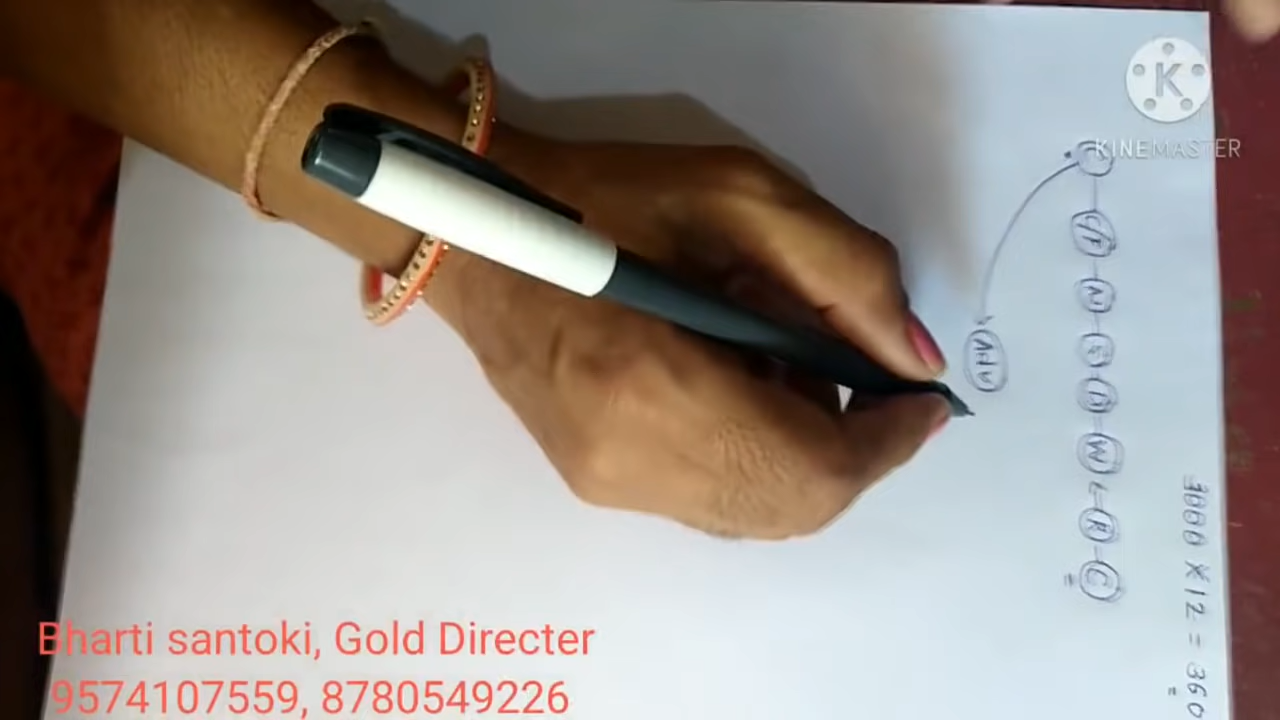 3000 X 12 = 360
C/F N S D W R C
Adv
KINEMASTER
Bharti santoki, Gold Directer
9574107559, 8780549226